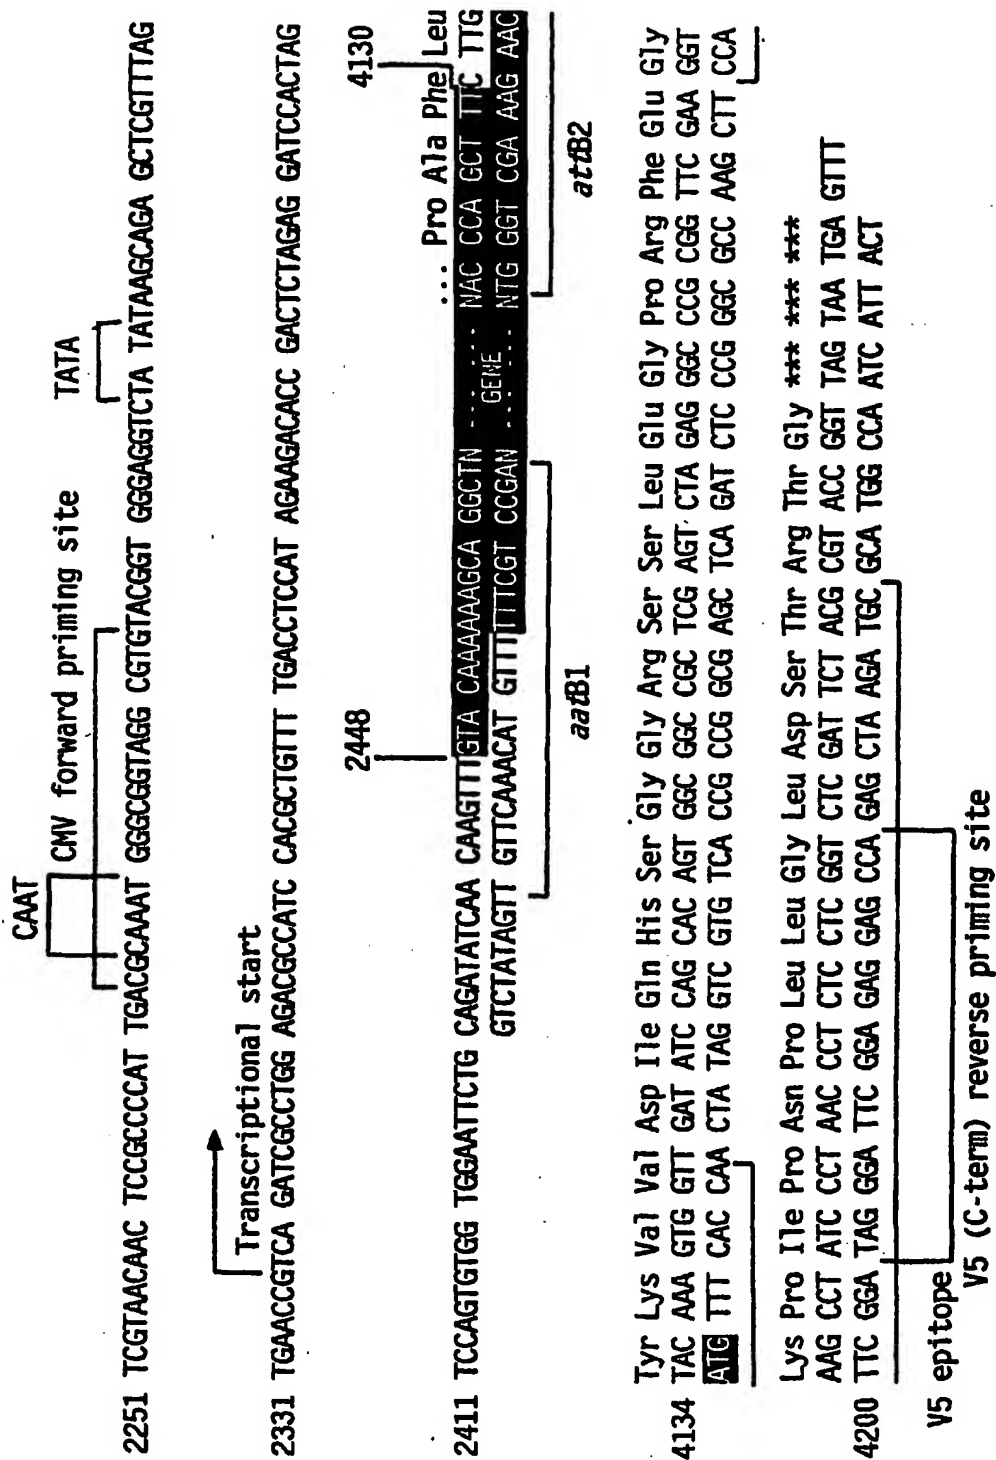 CAAT
CMV forward priming site
TATA
2251 TCGTAACAAC TCCGCCCCAT TGACGCAAAT GGGCGGTAGG CGTGTACGGT GGGAGGTCTA TATAAGCAGA GCTCGTTTAG
Transcriptional start
2331 TGAACCGTCA GATCGCCTGG AGACGCCATC CACGCTGTTT TGACCTCCAT AGAAGACACC GACTCTAGAG GATCCACTAG
2448
4130
... Pro Ala Phe Leu
2411 TCCAGTGTGG TGGAATTCTG CAGATATCAA CAAGTTTGTA CAAAAAAGCA GGCTN ...... NAC CCA GCT TTC TTG
GENE
GTCTATAGTT GTTCAAACAT GTTTTTTCGT CCGAN ...... NTG GGT CGA AAG AAC
aatB1
attB2
Tyr Lys Val Val Asp Ile Gln His Ser Gly Gly Arg Ser Ser Leu Glu Gly Pro Arg Phe Glu Gly
4134 TAC AAA GTG GTT GAT ATC CAG CAC AGT GGC GGC CGC TCG AGT CTA GAG GGC CCG CGG TTC GAA GGT
ATG TTT CAC CAA CTA TAG GTC GTG TCA CCG CCG GCG AGC TCA GAT CTC CCG GGC GCC AAG CTT CCA
Lys Pro Ile Pro Asn Pro Leu Leu Gly Leu Asp Ser Thr Arg Thr Gly *** *** ***
AAG CCT ATC CCT AAC CCT CTC CTC GGT CTC GAT TCT ACG CGT ACC GGT TAG TAA TGA GTTT
4200 TTC GGA TAG GGA TTC GGA GAG GAG CCA GAG CTA AGA TGC GCA TGG CCA ATC ATT ACT
V5 epitope
V5 (C-term) reverse priming site